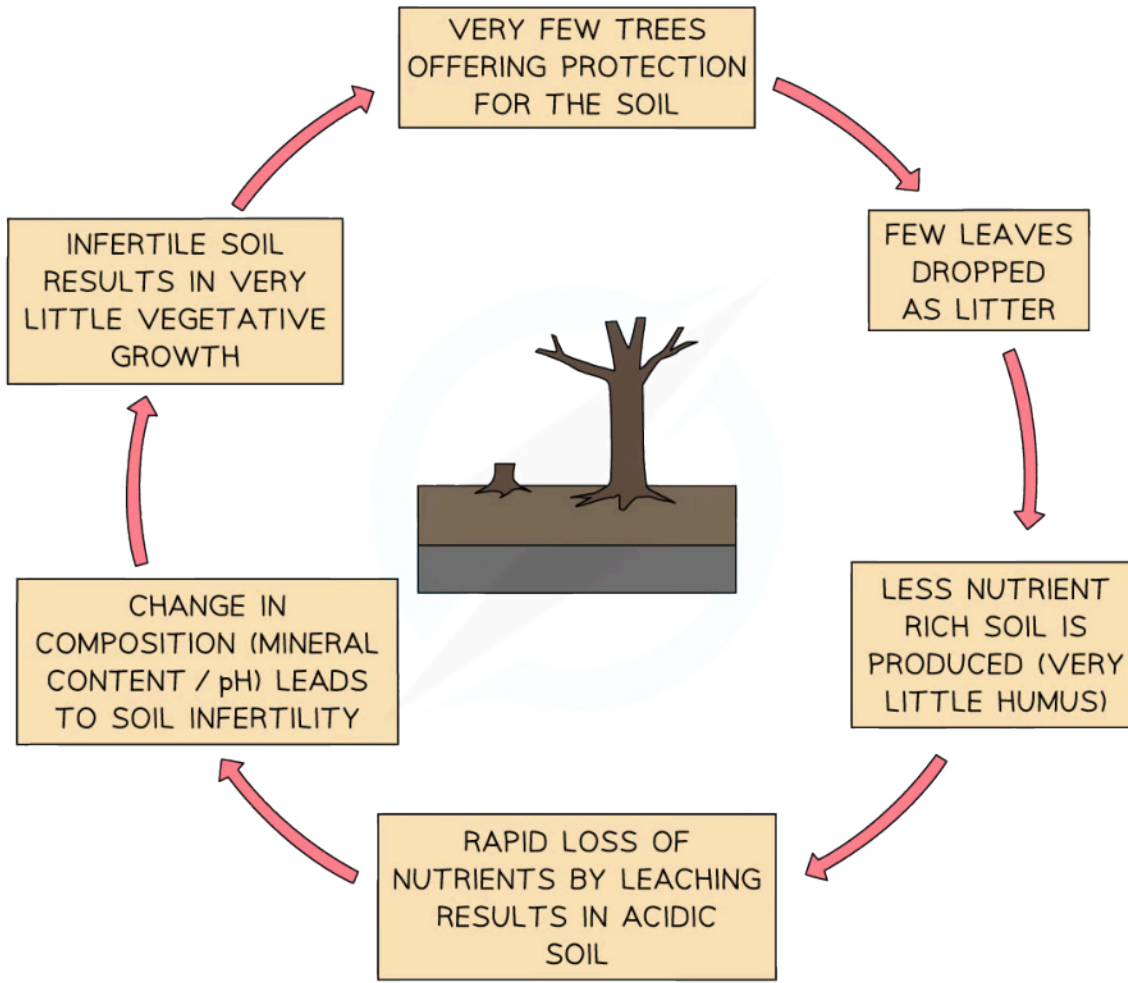 VERY FEW TREES
OFFERING PROTECTION
FOR THE SOIL
FEW LEAVES
DROPPED
AS LITTER
LESS NUTRIENT
RICH SOIL IS
PRODUCED (VERY
LITTLE HUMUS)
RAPID LOSS OF
NUTRIENTS BY LEACHING
RESULTS IN ACIDIC
SOIL
CHANGE IN
COMPOSITION (MINERAL
CONTENT / pH) LEADS
TO SOIL INFERTILITY
INFERTILE SOIL
RESULTS IN VERY
LITTLE VEGETATIVE
GROWTH